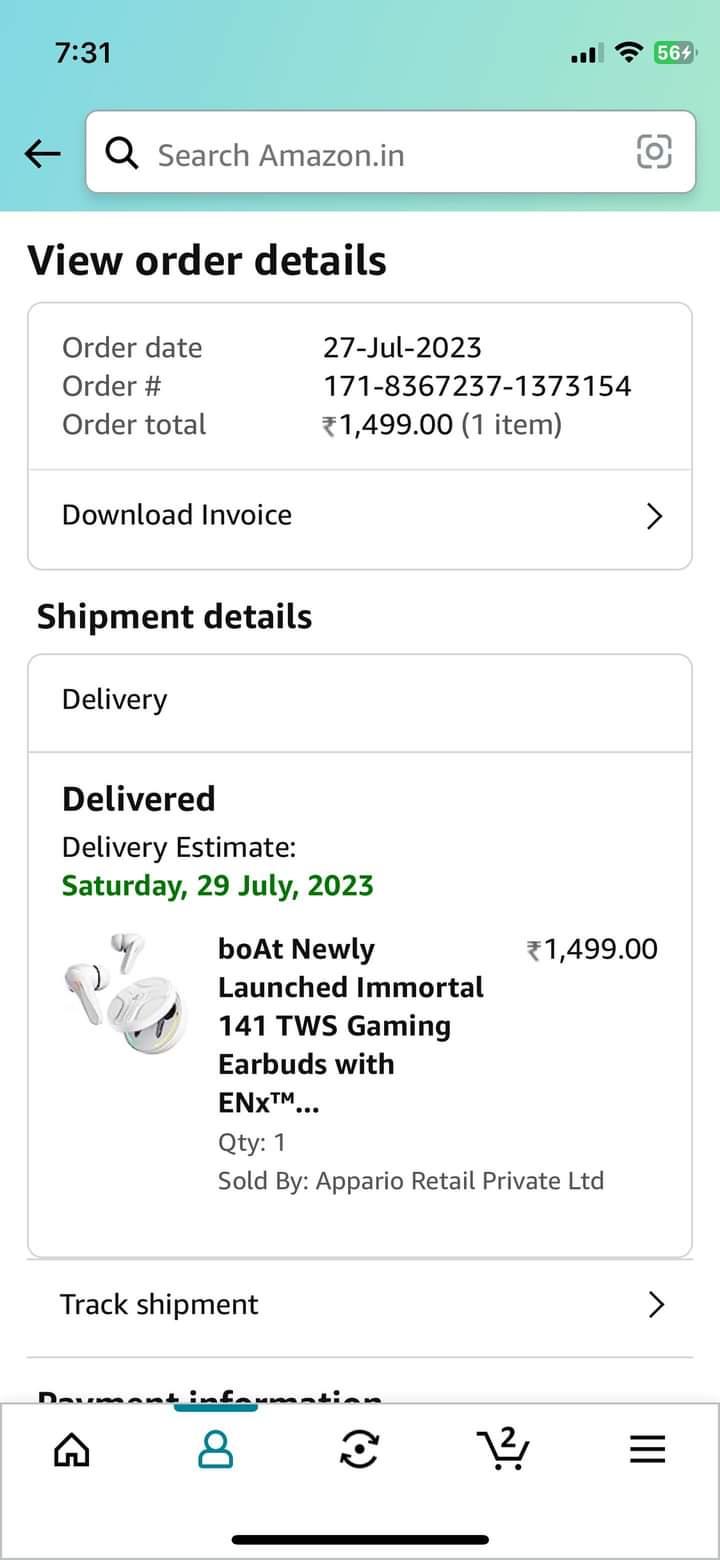 7:31
56
Search Amazon.in
View order details
Order date 27-Jul-2023
Order # 171-8367237-1373154
Order total ₹1,499.00 (1 item)
Download Invoice
Shipment details
Delivery
Delivered
Delivery Estimate:
Saturday, 29 July, 2023
boAt Newly ₹1,499.00
Launched Immortal
141 TWS Gaming
Earbuds with
ENx™...
Qty: 1
Sold By: Appario Retail Private Ltd
Track shipment
Payment information
2